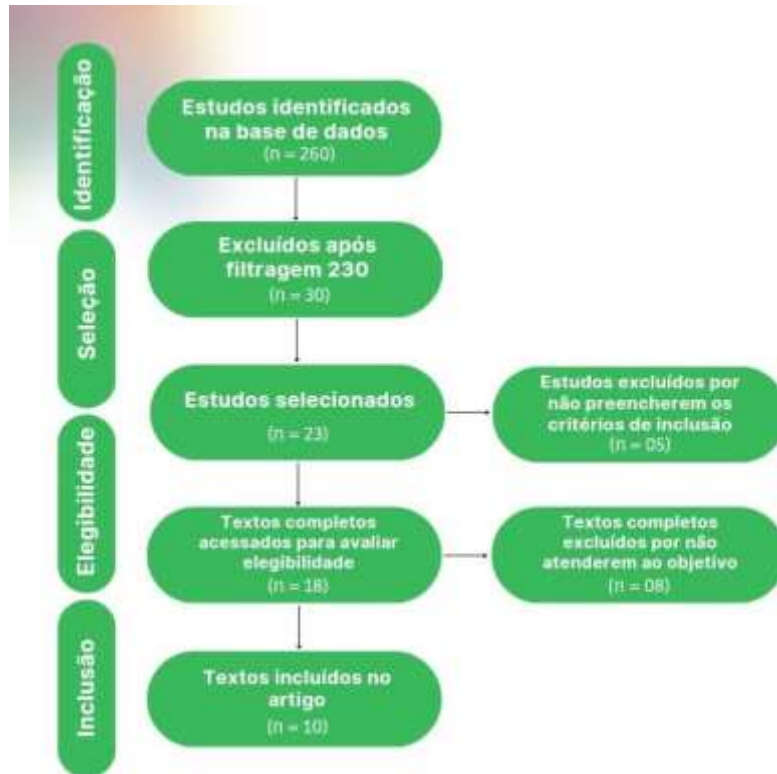 Identificação
Estudos identificados
na base de dados
(n = 260)
Seleção
Excluídos após
filtragem 230
(n = 30)
Estudos selecionados
(n = 23)
Estudos excluídos por
não preencherem os
critérios de inclusão
(n = 05)
Elegibilidade
Textos completos
acessados para avaliar
elegibilidade
(n = 18)
Textos completos
excluídos por não
atenderem ao objetivo
(n = 08)
Inclusão
Textos incluídos no
artigo
(n = 10)